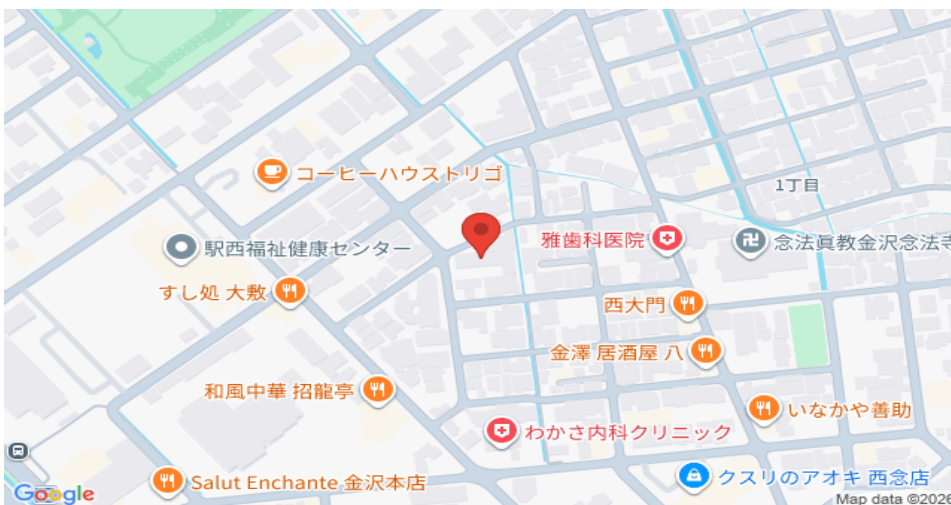 コーヒーハウストリゴ
1丁目
駅西福祉健康センター
雅歯科医院
念法眞教金沢念法寺
すし処 大敷
西大門
金澤 居酒屋 八
和風中華 招龍亭
いなかや善助
わかさ内科クリニック
Salut Enchante 金沢本店
クスリのアオキ 西念店
Google
Map data ©2026